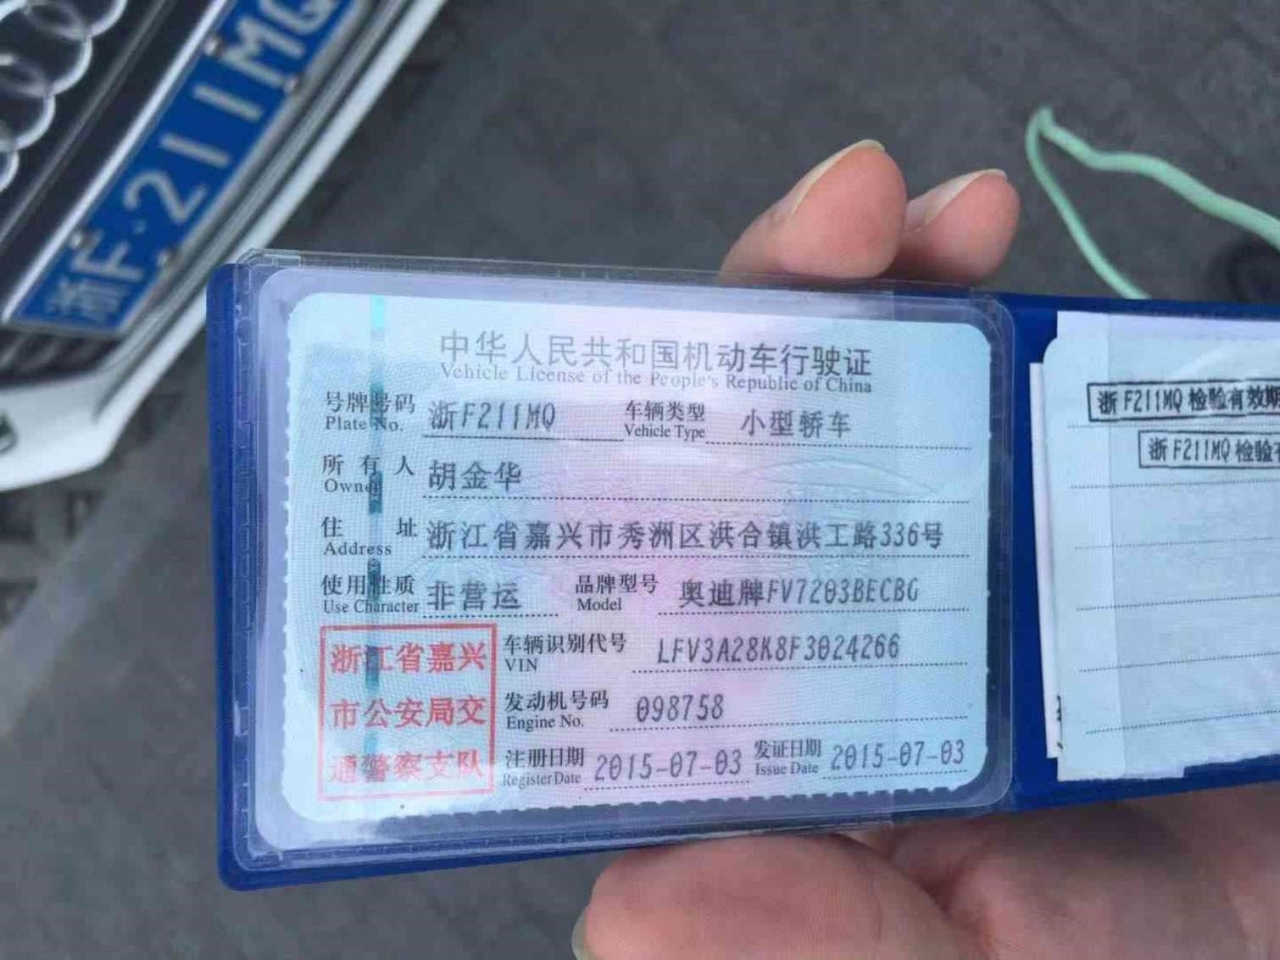 浙F·211MQ
中华人民共和国机动车行驶证
Vehicle License of the People's Republic of China
号牌号码 浙F211MQ 车辆类型 小型轿车
Plate No. Vehicle Type
所有人 胡金华
Owner
住址 浙江省嘉兴市秀洲区洪合镇洪工路336号
Address
使用性质 非营运 品牌型号 奥迪牌FV7203BECBG
Use Character Model
浙江省嘉兴
市公安局交
通警察支队
车辆识别代号 LFV3A28K8F3024266
VIN
发动机号码 098758
Engine No.
注册日期 2015-07-03 发证日期 2015-07-03
Register Date Issue Date
浙F211MQ 检验有效期
浙F211MQ 检验有